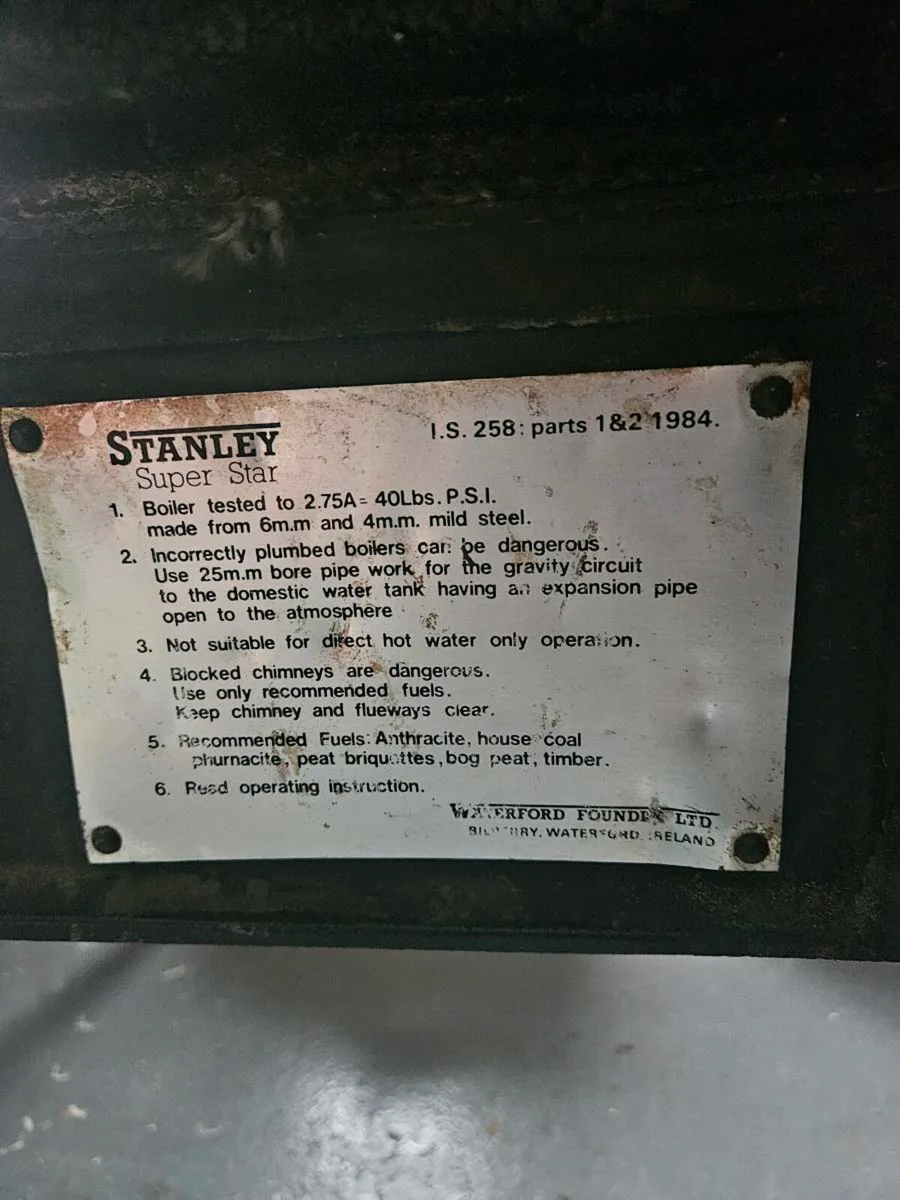 STANLEY
Super Star
I.S. 258: parts 1&2 1984.
1. Boiler tested to 2.75A = 40Lbs. P.S.I.
made from 6m.m and 4m.m. mild steel.
2. Incorrectly plumbed boilers can be dangerous.
Use 25m.m bore pipe work for the gravity circuit
to the domestic water tank having an expansion pipe
open to the atmosphere
3. Not suitable for direct hot water only operation.
4. Blocked chimneys are dangerous.
Use only recommended fuels.
Keep chimney and flueways clear.
5. Recommended Fuels: Anthracite, house coal
phurnacite, peat briquettes, bog peat, timber.
6. Read operating instruction.
WATERFORD FOUNDRY LTD.
BILBERRY, WATERFORD, IRELAND